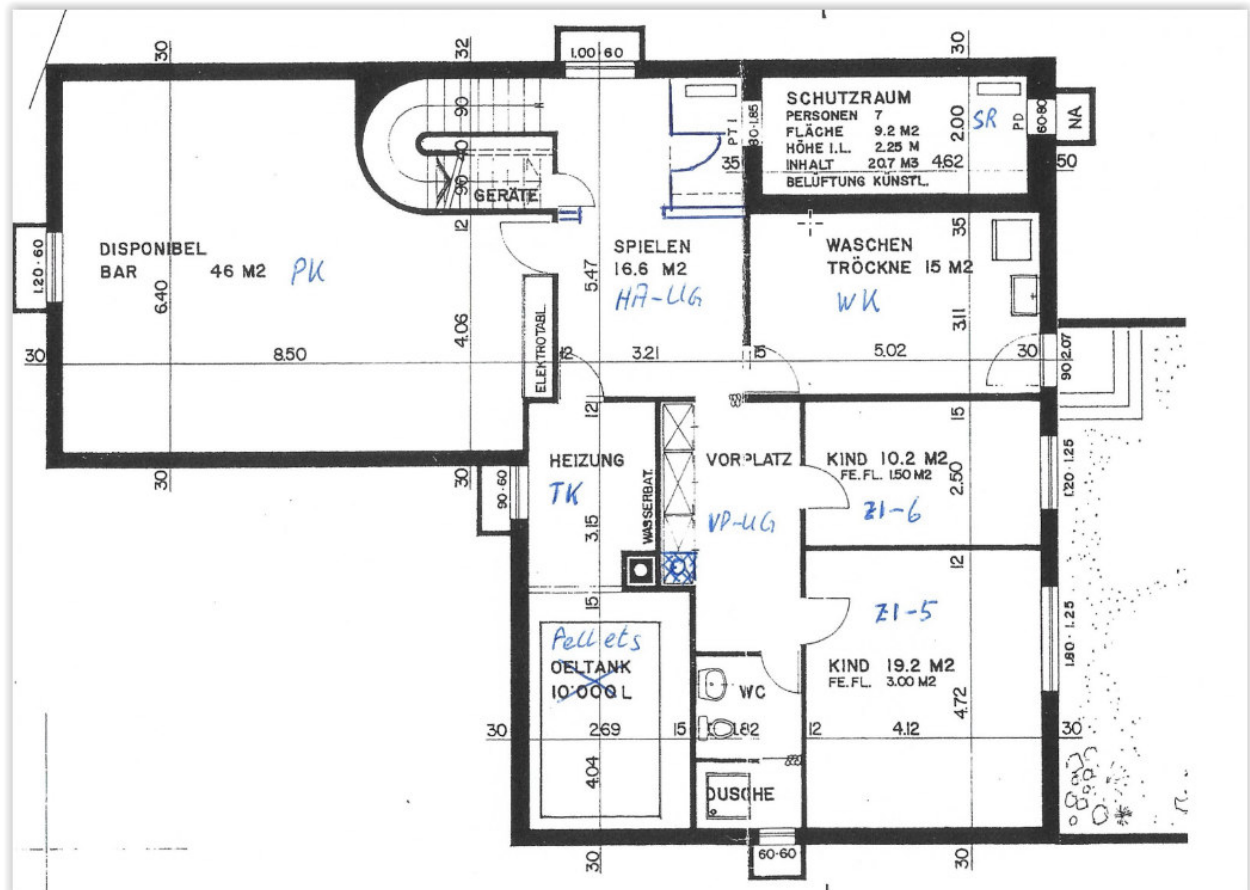 30
32
1.00·60
30
90
40
90
GERÄTE
12
PT I
80·1.85
35
SCHUTZRAUM
PERSONEN 7
FLÄCHE 9.2 M2
HÖHE I.L. 2.25 M
INHALT 20.7 M3 4.62
BELÜFTUNG KÜNSTL.
SR
2.00
PD
60·80
NA
50
1.20·60
DISPONIBEL
BAR 46 M2
PK
6.40
4.06
30
8.50
ELEKTROTABL.
SPIELEN
16.6 M2
HA-UG
5.47
12
3.21
15
WASCHEN
TRÖCKNE 15 M2
WK
35
3.11
5.02
30
90
2.07
30
30
90·60
12
HEIZUNG
TK
3.15
WASSERBAT.
15
VORPLATZ
VP-UG
KIND 10.2 M2
FE.FL. 1.50 M2
ZI-6
15
2.50
1.20·1.25
12
ZI-5
KIND 19.2 M2
FE.FL. 3.00 M2
4.72
1.80·1.25
Pellets
OELTANK
10'000 L
30
2.69
15
4.04
WC
1.82
12
4.12
30
DUSCHE
30
60·60
30